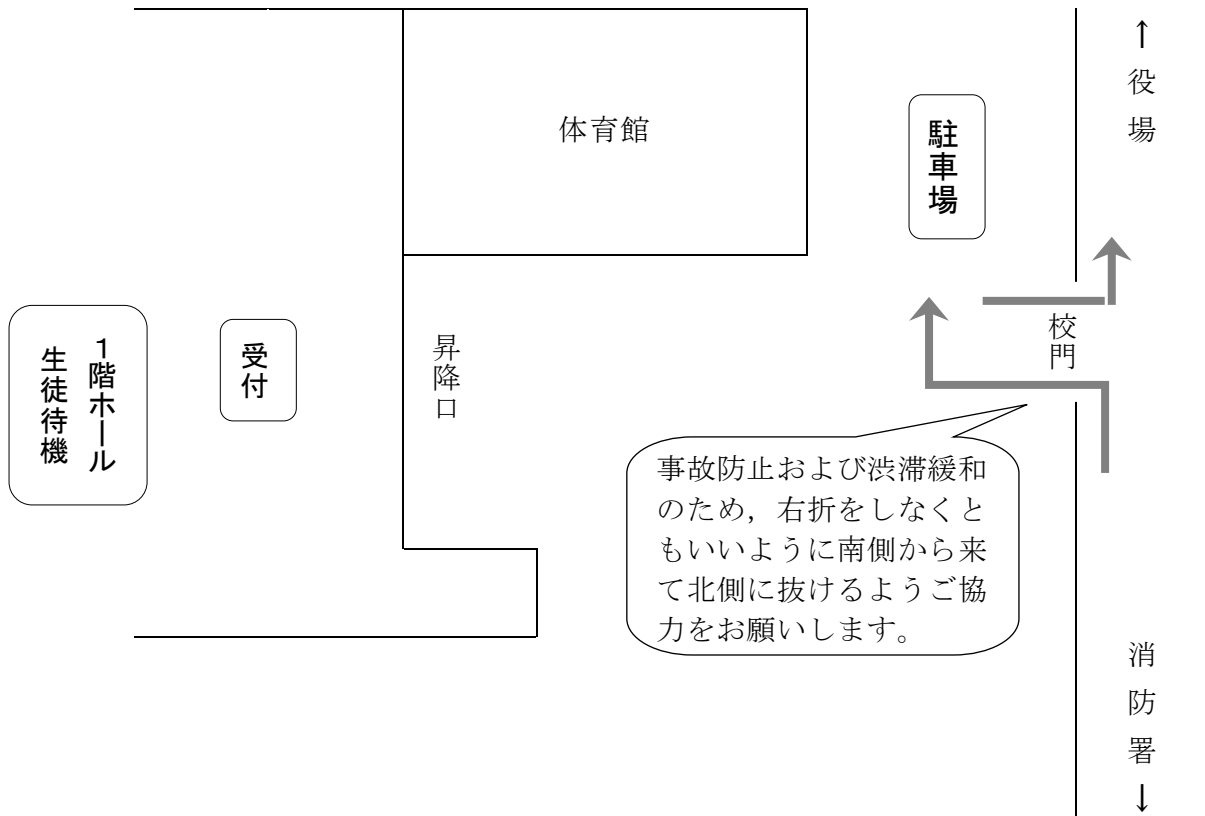 ↑役場
体育館
駐車場
校門
昇降口
受付
1階ホール
生徒待機
事故防止および渋滞緩和
のため，右折をしなくと
もいいように南側から来
て北側に抜けるようご協
力をお願いします。
消防署↓